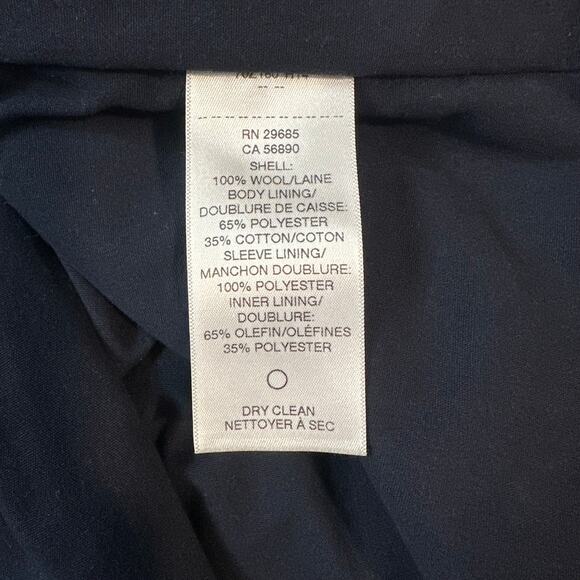 RN 29685
CA 56890
SHELL:
100% WOOL/LAINE
BODY LINING/
DOUBLURE DE CAISSE:
65% POLYESTER
35% COTTON/COTON
SLEEVE LINING/
MANCHON DOUBLURE:
100% POLYESTER
INNER LINING/
DOUBLURE:
65% OLEFIN/OLÉFINES
35% POLYESTER
DRY CLEAN
NETTOYER À SEC